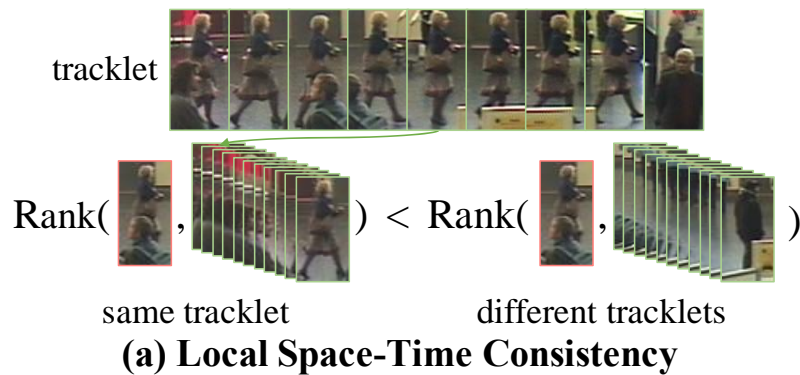 tracklet
Rank( , ) < Rank( , )
same tracklet different tracklets
(a) Local Space-Time Consistency